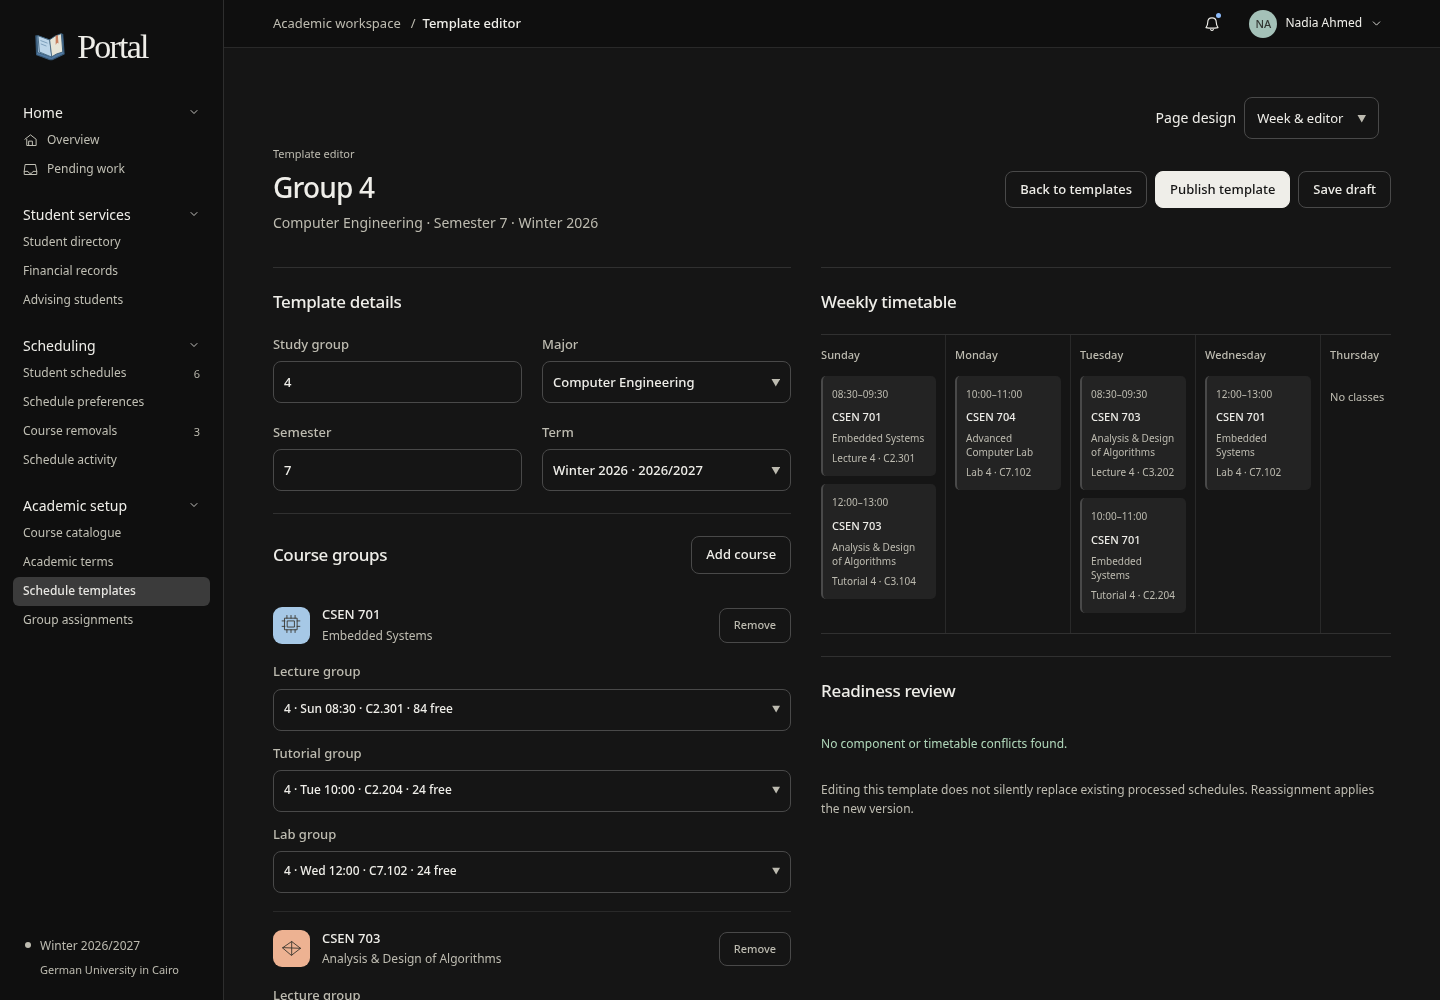 Portal
Home
Overview
Pending work
Student services
Student directory
Financial records
Advising students
Scheduling
Student schedules 6
Schedule preferences
Course removals 3
Schedule activity
Academic setup
Course catalogue
Academic terms
Schedule templates
Group assignments
Winter 2026/2027
German University in Cairo
Academic workspace / Template editor
NA Nadia Ahmed
Page design Week & editor
Template editor
Group 4
Computer Engineering · Semester 7 · Winter 2026
Back to templates
Publish template
Save draft
Template details
Study group
4
Major
Computer Engineering
Semester
7
Term
Winter 2026 · 2026/2027
Course groups
Add course
CSEN 701
Embedded Systems
Remove
Lecture group
4 · Sun 08:30 · C2.301 · 84 free
Tutorial group
4 · Tue 10:00 · C2.204 · 24 free
Lab group
4 · Wed 12:00 · C7.102 · 24 free
CSEN 703
Analysis & Design of Algorithms
Remove
Lecture group
Weekly timetable
Sunday
08:30–09:30
CSEN 701
Embedded Systems
Lecture 4 · C2.301
12:00–13:00
CSEN 703
Analysis & Design
of Algorithms
Tutorial 4 · C3.104
Monday
10:00–11:00
CSEN 704
Advanced
Computer Lab
Lab 4 · C7.102
Tuesday
08:30–09:30
CSEN 703
Analysis & Design
of Algorithms
Lecture 4 · C3.202
10:00–11:00
CSEN 701
Embedded
Systems
Tutorial 4 · C2.204
Wednesday
12:00–13:00
CSEN 701
Embedded
Systems
Lab 4 · C7.102
Thursday
No classes
Readiness review
No component or timetable conflicts found.
Editing this template does not silently replace existing processed schedules. Reassignment applies
the new version.